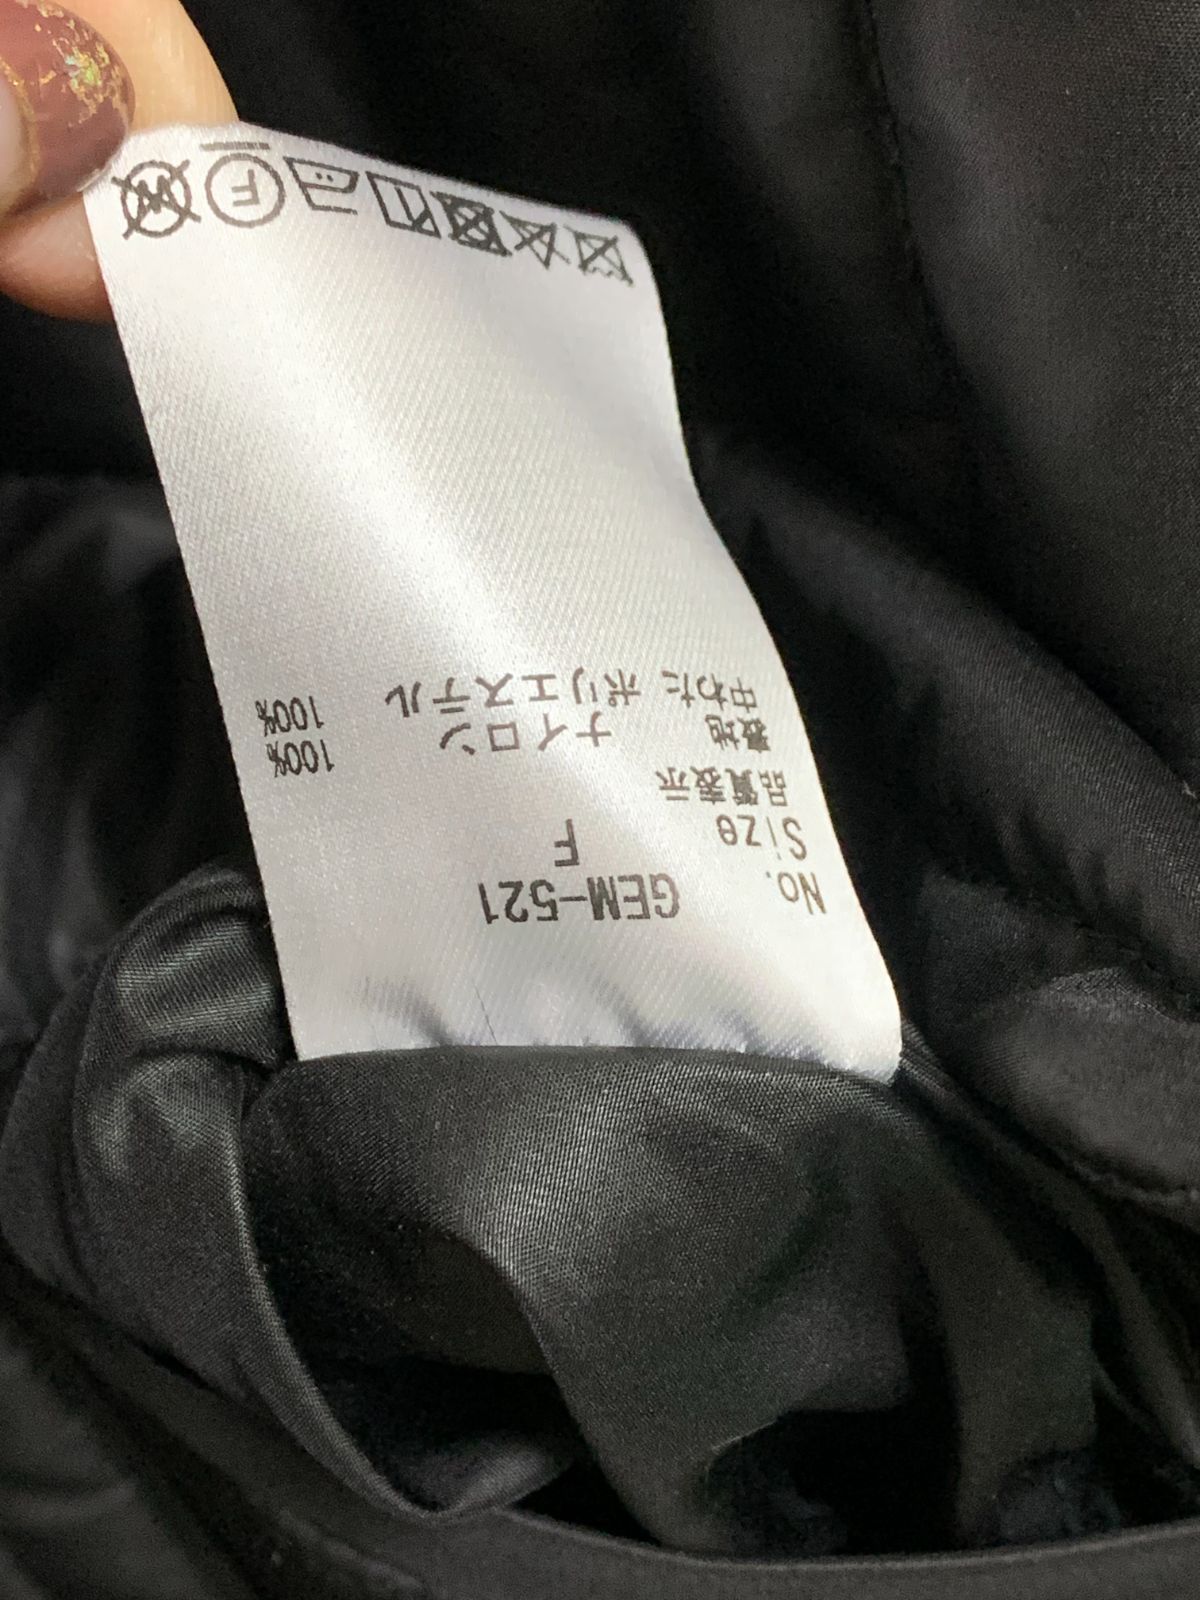 No. GEM-521
Size F
品質表示
表地 ナイロン 100%
中わた ポリエステル 100%
F
W